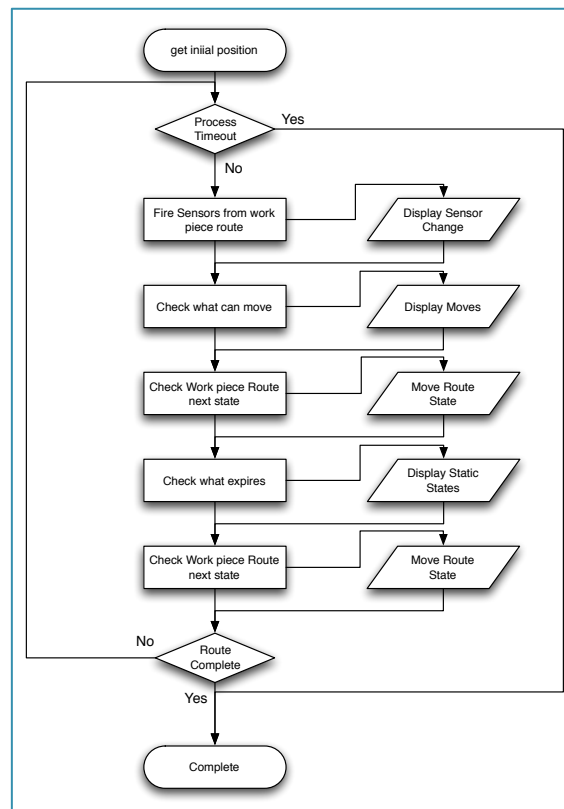 get iniial position
Process
Timeout
Yes
No
Fire Sensors from work
piece route
Display Sensor
Change
Check what can move
Display Moves
Check Work piece Route
next state
Move Route
State
Check what expires
Display Static
States
Check Work piece Route
next state
Move Route
State
No
Route
Complete
Yes
Complete